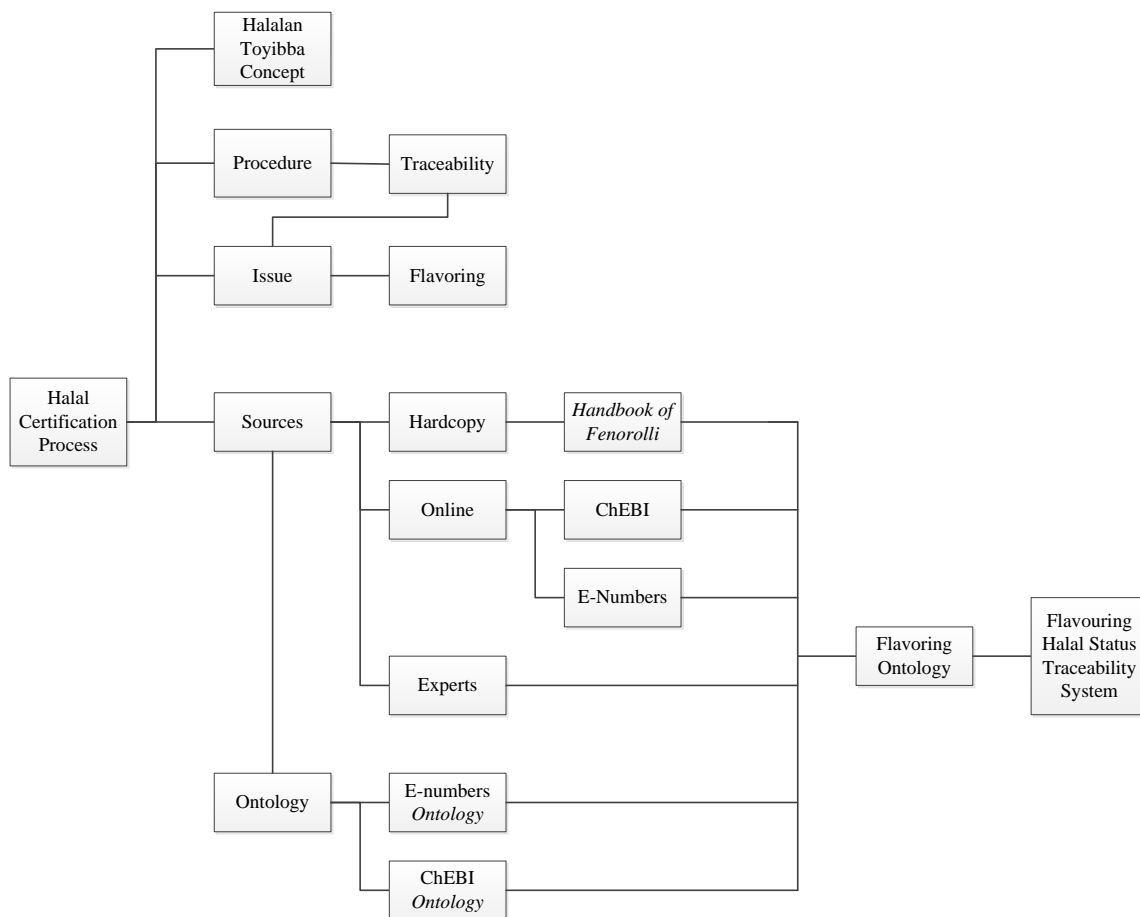 Halalan
Toyibba
Concept
Procedure
Traceability
Issue
Flavoring
Halal
Certification
Process
Sources
Hardcopy
Handbook of
Fenorolli
Online
ChEBI
E-Numbers
Experts
Flavoring
Ontology
Flavouring
Halal Status
Traceability
System
Ontology
E-numbers
Ontology
ChEBI
Ontology